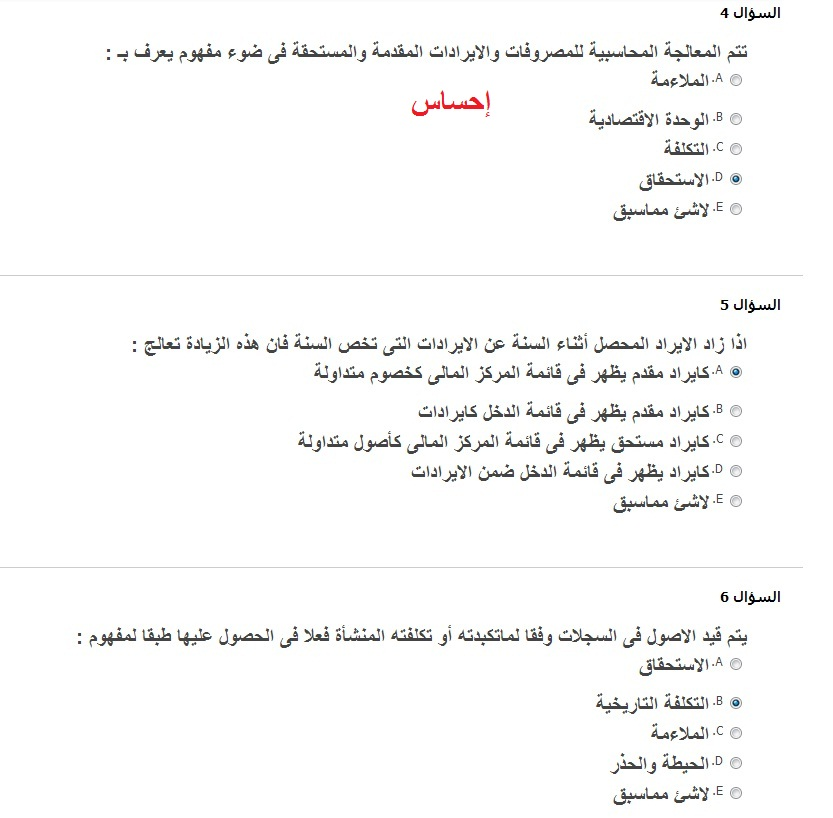 السؤال 4
تتم المعالجة المحاسبية للمصروفات والايرادات المقدمة والمستحقة فى ضوء مفهوم يعرف بـ :
A. الملاءمة
إحساس
B. الوحدة الاقتصادية
C. التكلفة
D. الاستحقاق
E. لاشئ مماسبق
السؤال 5
اذا زاد الايراد المحصل أثناء السنة عن الايرادات التى تخص السنة فان هذه الزيادة تعالج :
A. كايراد مقدم يظهر فى قائمة المركز المالى كخصوم متداولة
B. كايراد مقدم يظهر فى قائمة الدخل كايرادات
C. كايراد مستحق يظهر فى قائمة المركز المالى كأصول متداولة
D. كايراد يظهر فى قائمة الدخل ضمن الايرادات
E. لاشئ مماسبق
السؤال 6
يتم قيد الاصول فى السجلات وفقا لماتكبدته أو تكلفته المنشأة فعلا فى الحصول عليها طبقا لمفهوم :
A. الاستحقاق
B. التكلفة التاريخية
C. الملاءمة
D. الحيطة والحذر
E. لاشئ مماسبق